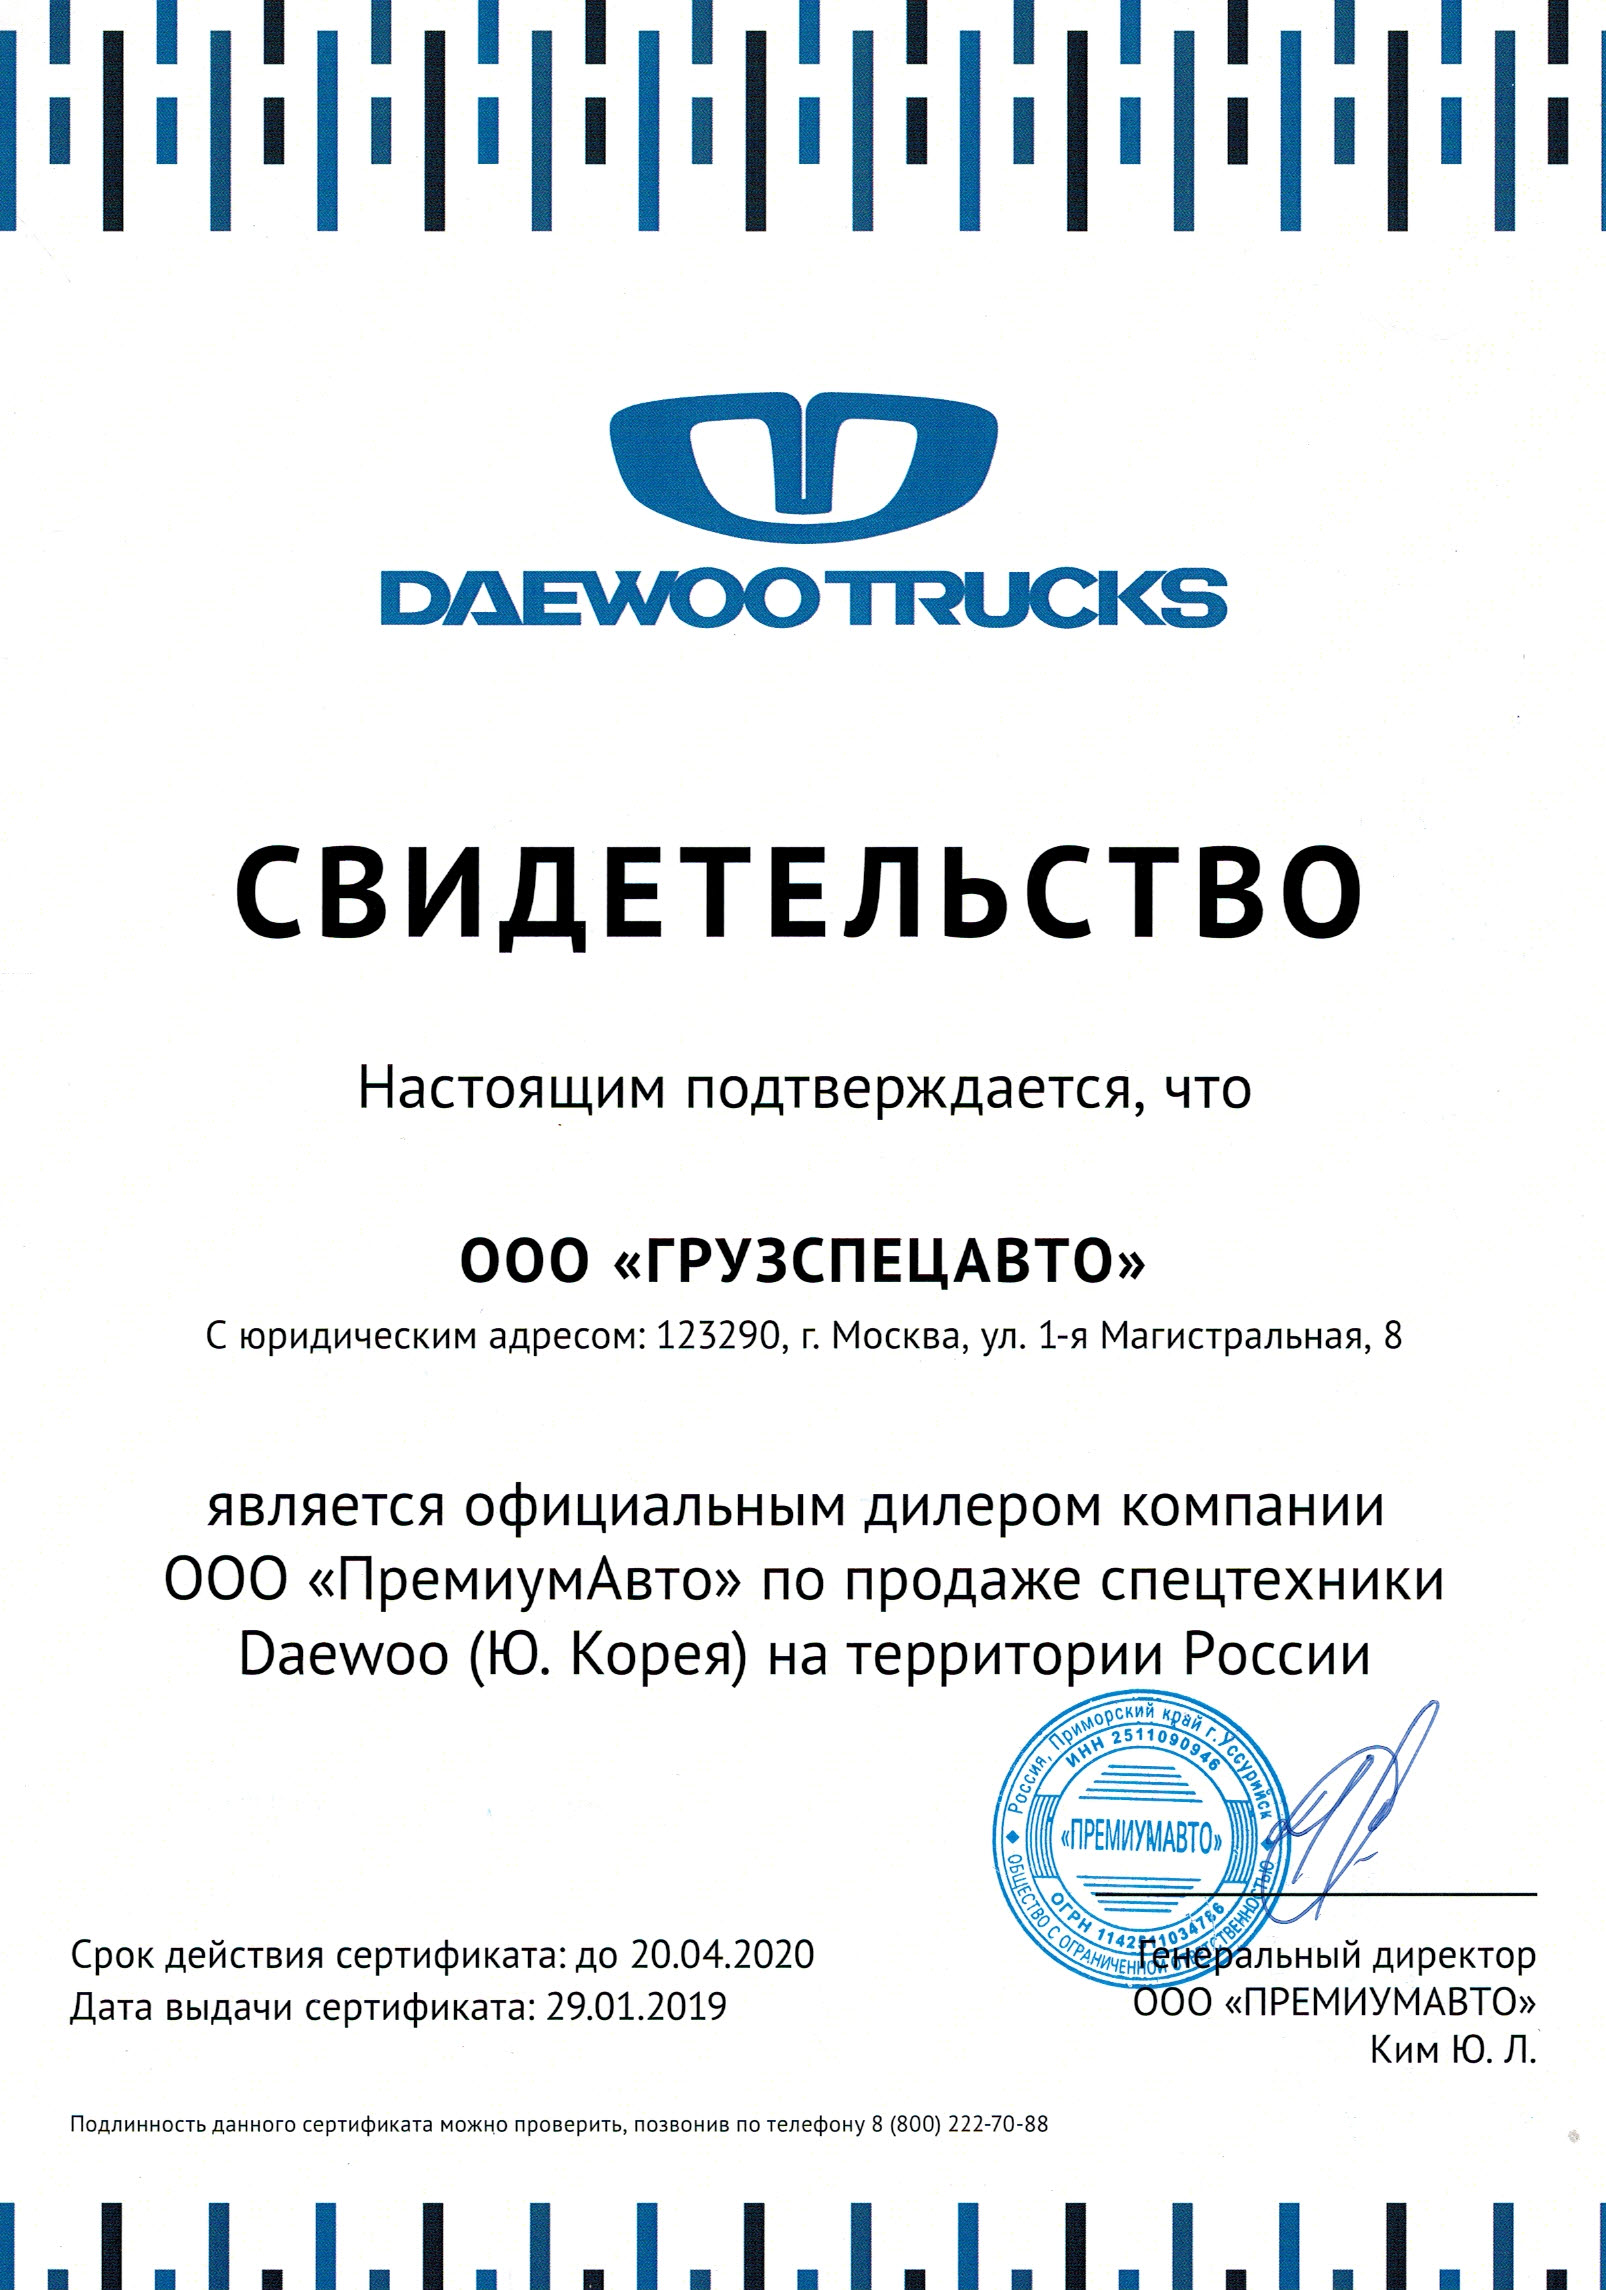 DAEWOO TRUCKS
СВИДЕТЕЛЬСТВО
Настоящим подтверждается, что
ООО «ГРУЗСПЕЦАВТО»
С юридическим адресом: 123290, г. Москва, ул. 1-я Магистральная, 8
является официальным дилером компании
ООО «ПремиумАвто» по продаже спецтехники
Daewoo (Ю. Корея) на территории России
Россия, Приморский край г. Уссурийск
ИНН 2511090946
«ПРЕМИУМАВТО»
ОГРН 1142511034786
ОБЩЕСТВО С ОГРАНИЧЕННОЙ ОТВЕТСТВЕННОСТЬЮ
Срок действия сертификата: до 20.04.2020
Дата выдачи сертификата: 29.01.2019
Генеральный директор
ООО «ПРЕМИУМАВТО»
Ким Ю. Л.
Подлинность данного сертификата можно проверить, позвонив по телефону 8 (800) 222-70-88